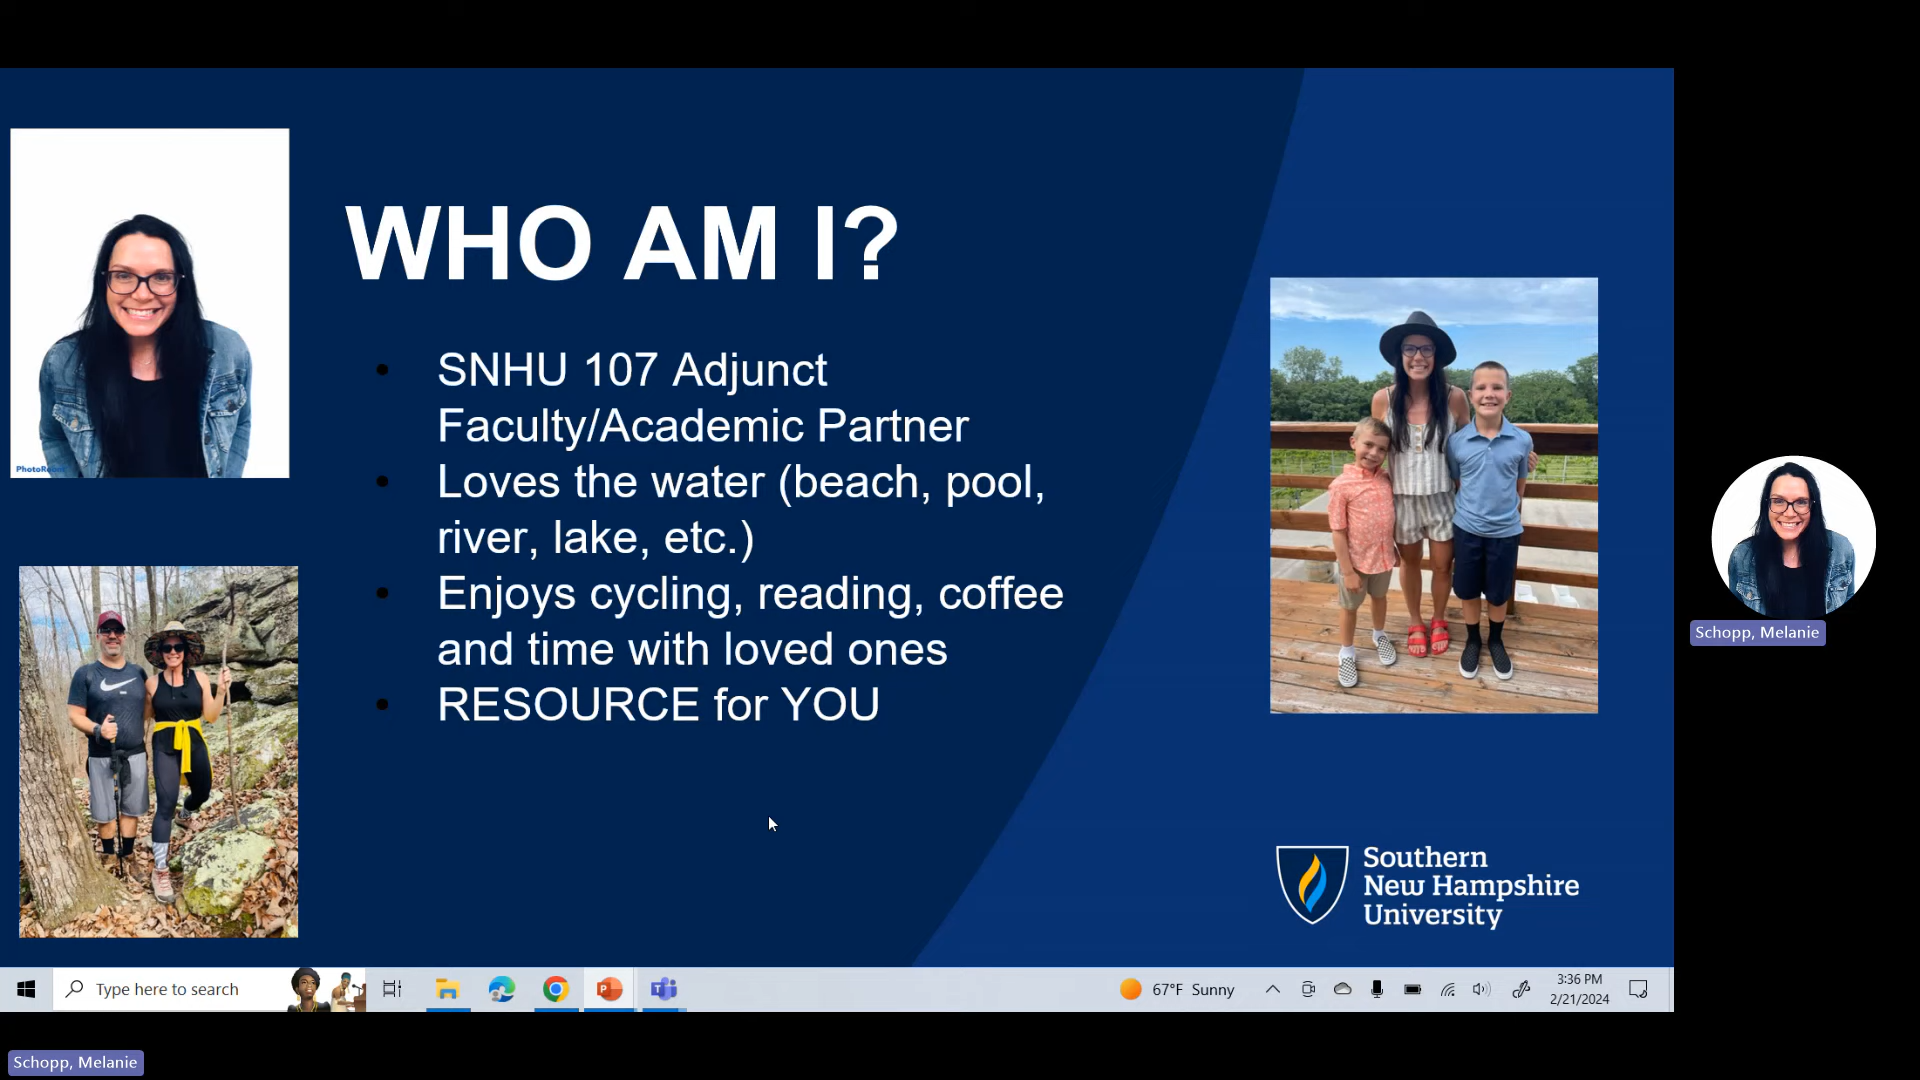 WHO AM I?
SNHU 107 Adjunct
Faculty/Academic Partner
Loves the water (beach, pool,
river, lake, etc.)
Enjoys cycling, reading, coffee
and time with loved ones
RESOURCE for YOU
Southern
New Hampshire
University
Schopp, Melanie
Type here to search
67°F Sunny
3:36 PM
2/21/2024
Schopp, Melanie